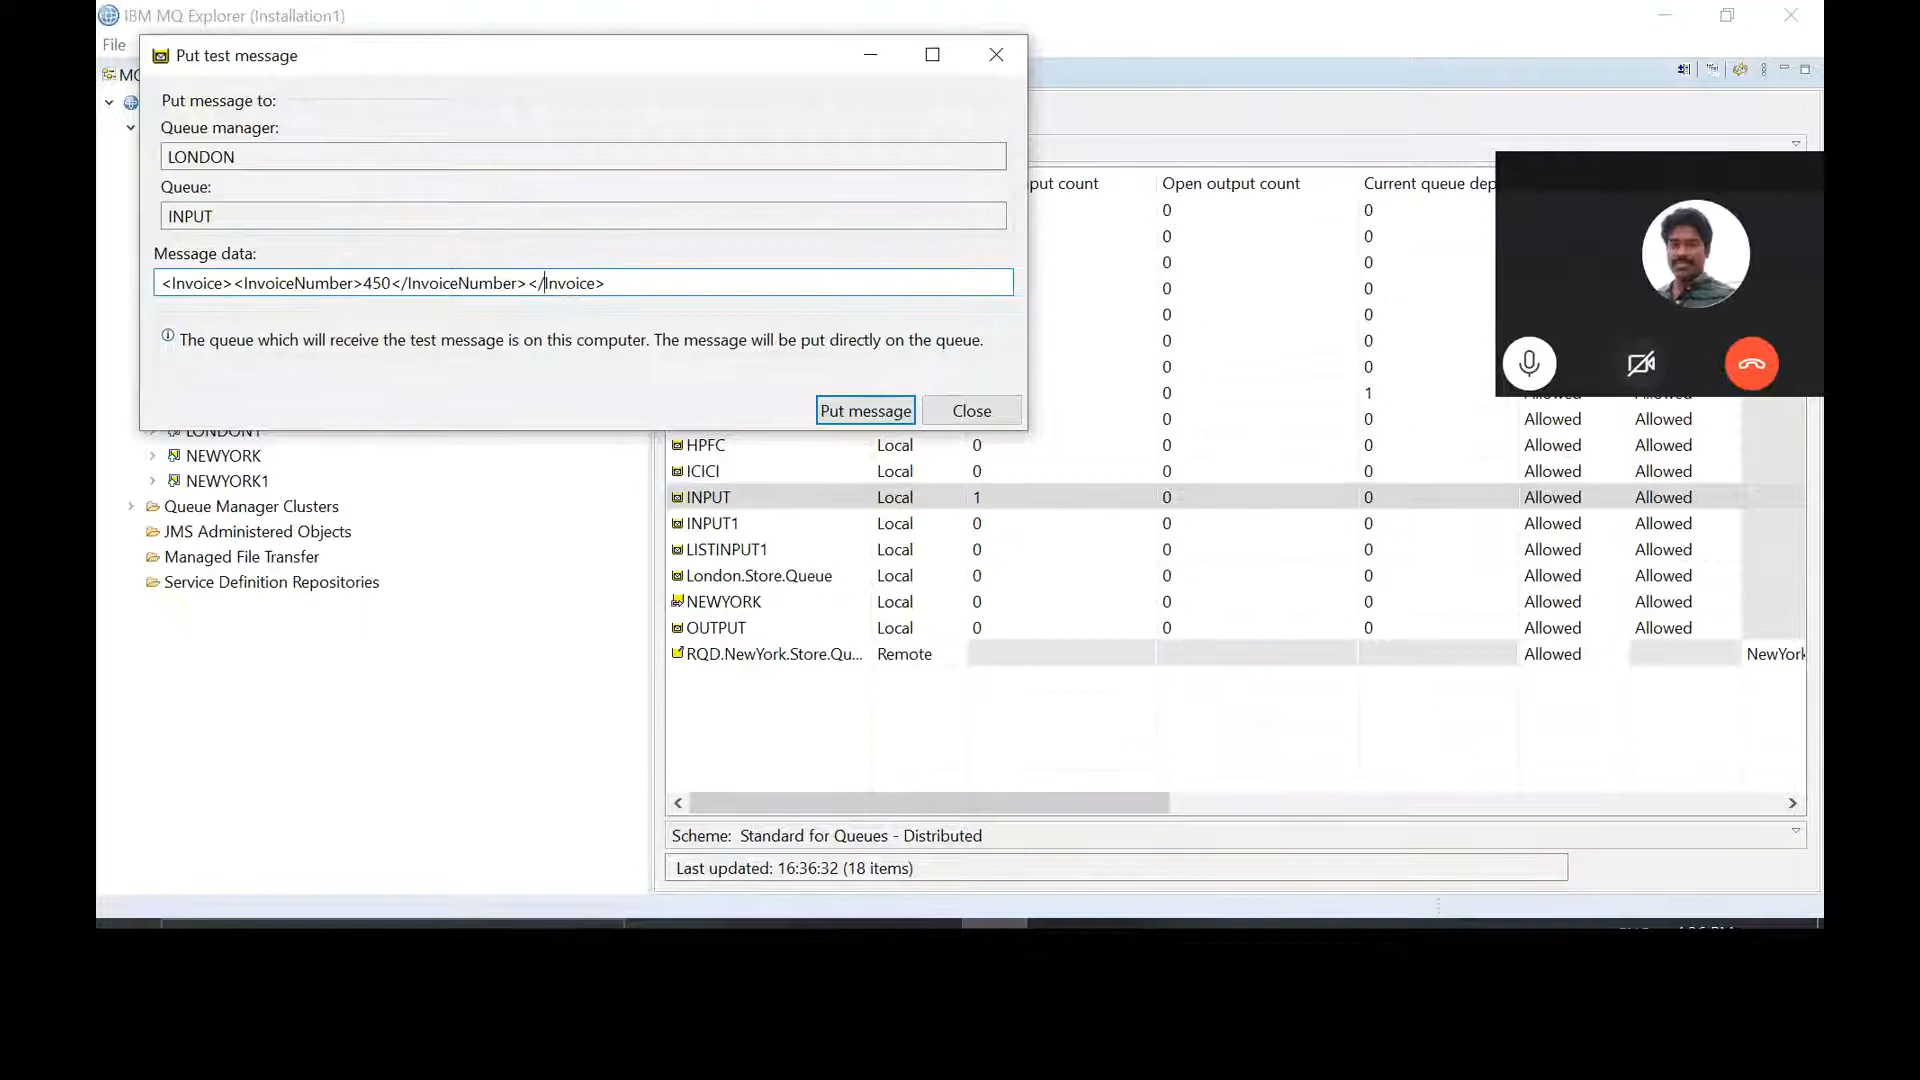 IBM MQ Explorer (Installation1)
File
Put test message
Put message to:
Queue manager:
LONDON
Queue:
INPUT
Message data:
<Invoice><InvoiceNumber>450</InvoiceNumber></Invoice>
The queue which will receive the test message is on this computer. The message will be put directly on the queue.
Put message Close
LONDON1
NEWYORK
NEWYORK1
Queue Manager Clusters
JMS Administered Objects
Managed File Transfer
Service Definition Repositories
put count Open output count Current queue dep
0 0
0 0
0 0
0 0
0 0
0 0
0 0
0 1
0 0 Allowed Allowed
HPFC Local 0 0 0 Allowed Allowed
ICICI Local 0 0 0 Allowed Allowed
INPUT Local 1 0 0 Allowed Allowed
INPUT1 Local 0 0 0 Allowed Allowed
LISTINPUT1 Local 0 0 0 Allowed Allowed
London.Store.Queue Local 0 0 0 Allowed Allowed
NEWYORK Local 0 0 0 Allowed Allowed
OUTPUT Local 0 0 0 Allowed Allowed
RQD.NewYork.Store.Qu... Remote Allowed NewYork
Scheme: Standard for Queues - Distributed
Last updated: 16:36:32 (18 items)